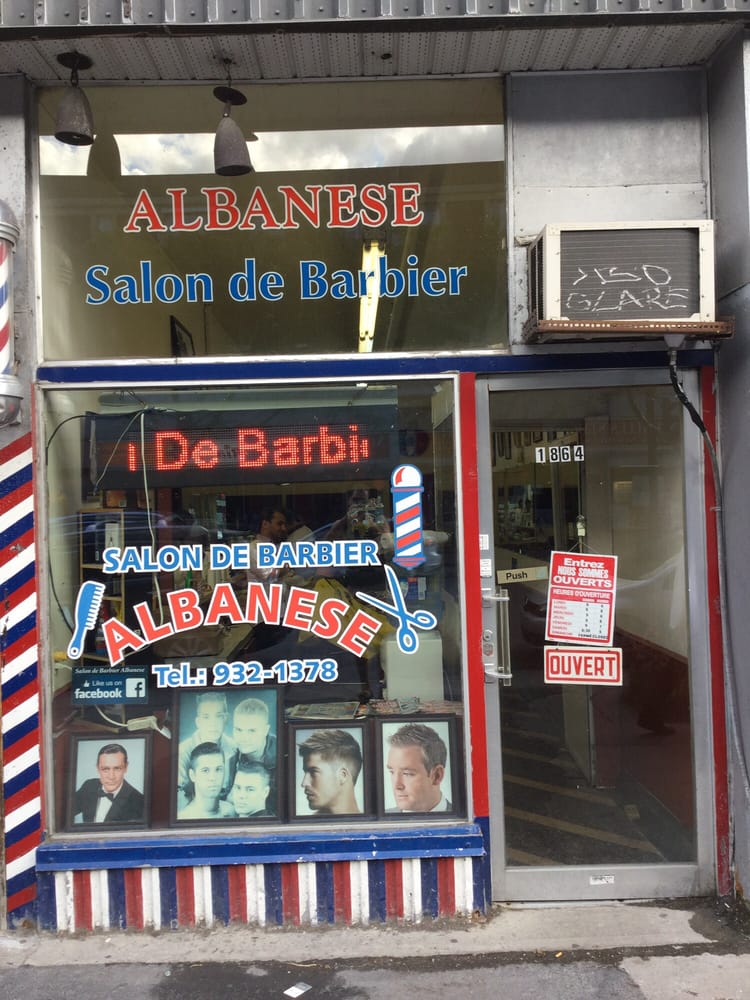 ALBANESE
Salon de Barbier
De Barbi
1864
SALON DE BARBIER
ALBANESE
Tel.: 932-1378
Salon de Barbier Albanese
Like us on
facebook f
Push
Entrez
NOUS SOMMES
OUVERTS
HEURES D'OUVERTURE
OUVERT
GLARE